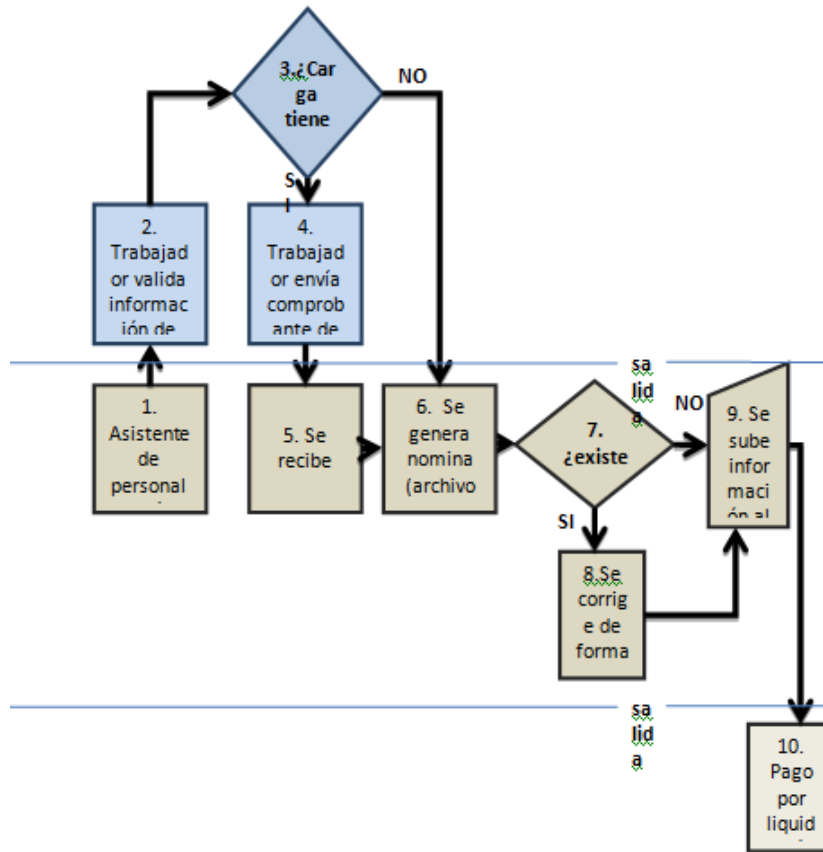 3.¿Car
ga
tiene
NO
SI
2.
Trabajad
or valida
informac
ión de
4.
Trabajad
or envía
comprob
ante de
sa
lid
a
1.
Asistente
de
personal
5. Se
recibe
6. Se
genera
nomina
(archivo
7.
¿existe
NO
SI
9. Se
sube
infor
maci
ón al
8.Se
corrig
e de
forma
sa
lid
a
10.
Pago
por
liquid